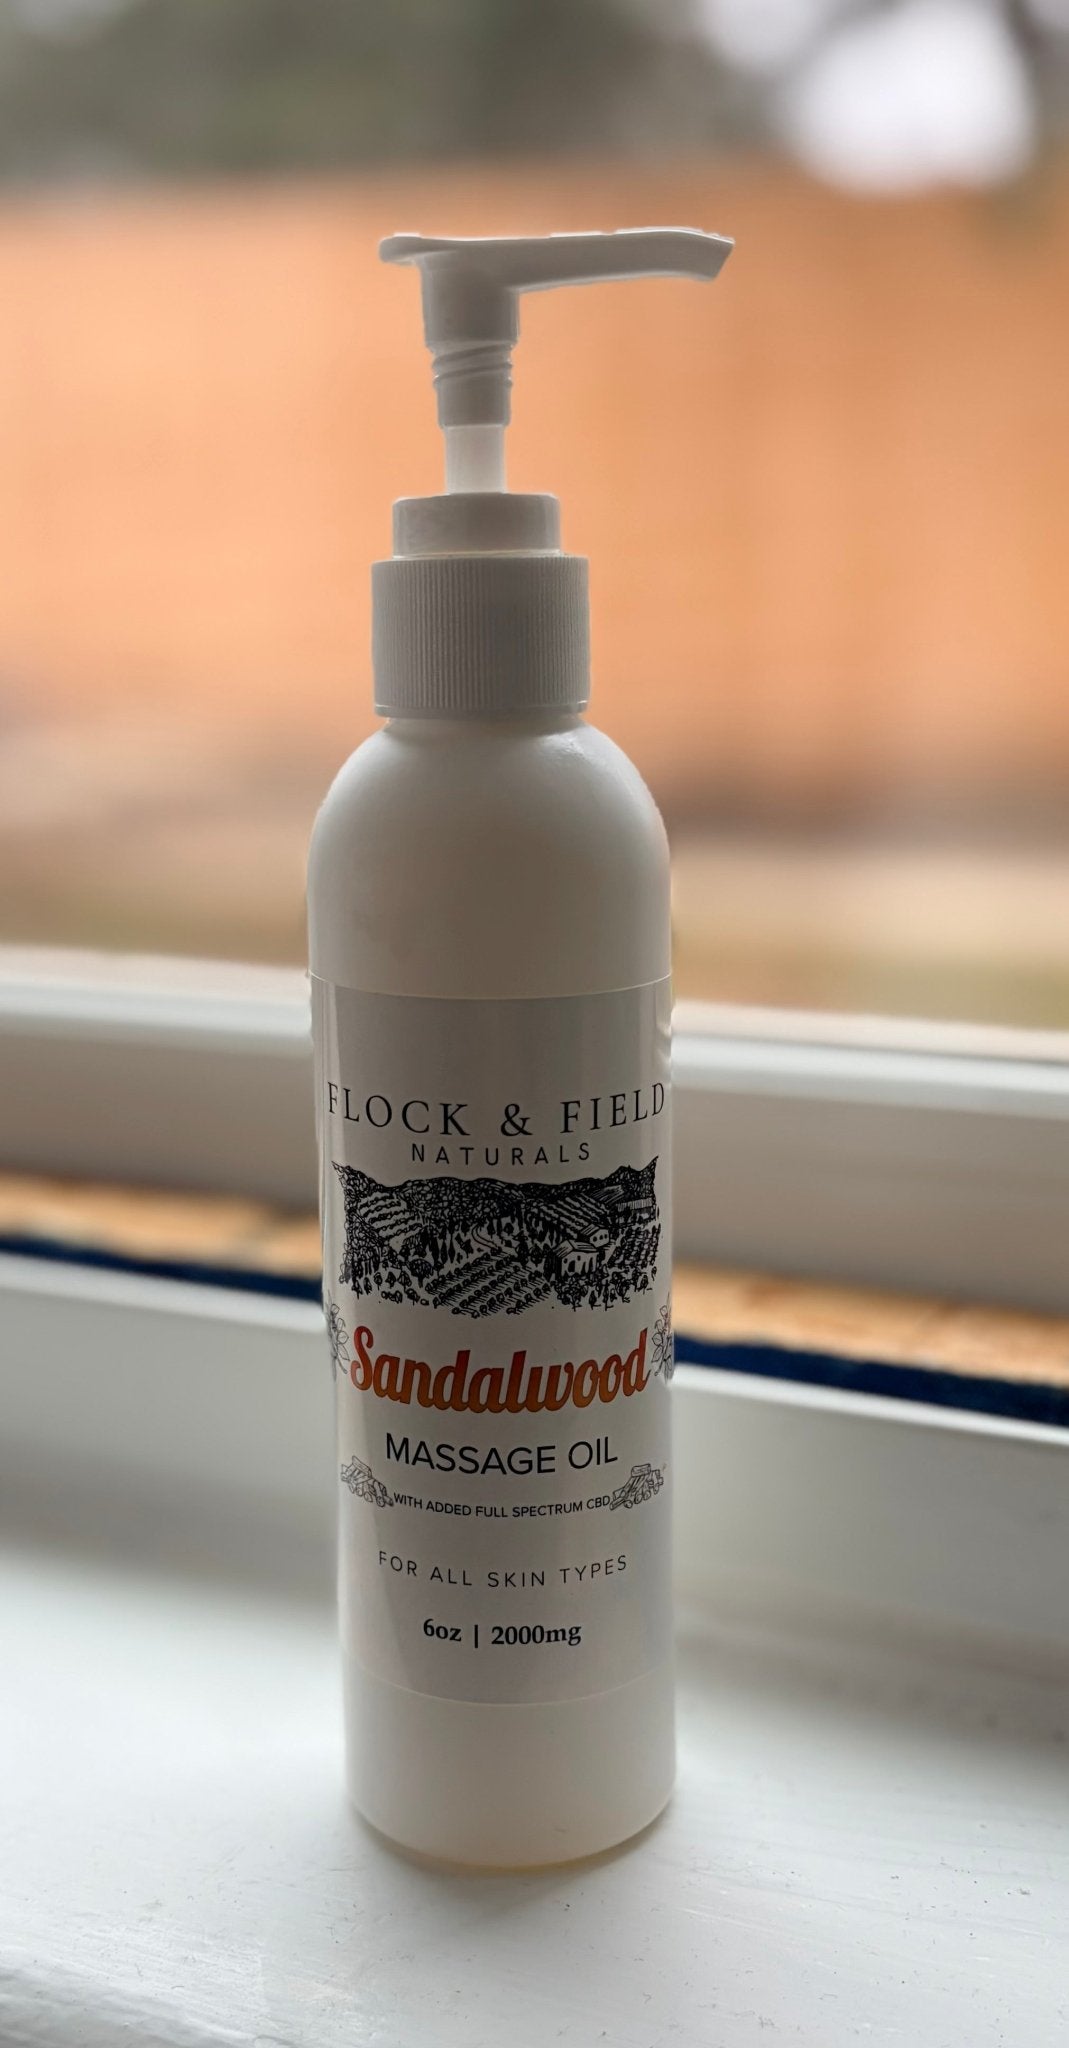 FLOCK & FIELD
NATURALS
Sandalwood
MASSAGE OIL
WITH ADDED FULL SPECTRUM CBD
FOR ALL SKIN TYPES
6oz | 2000mg